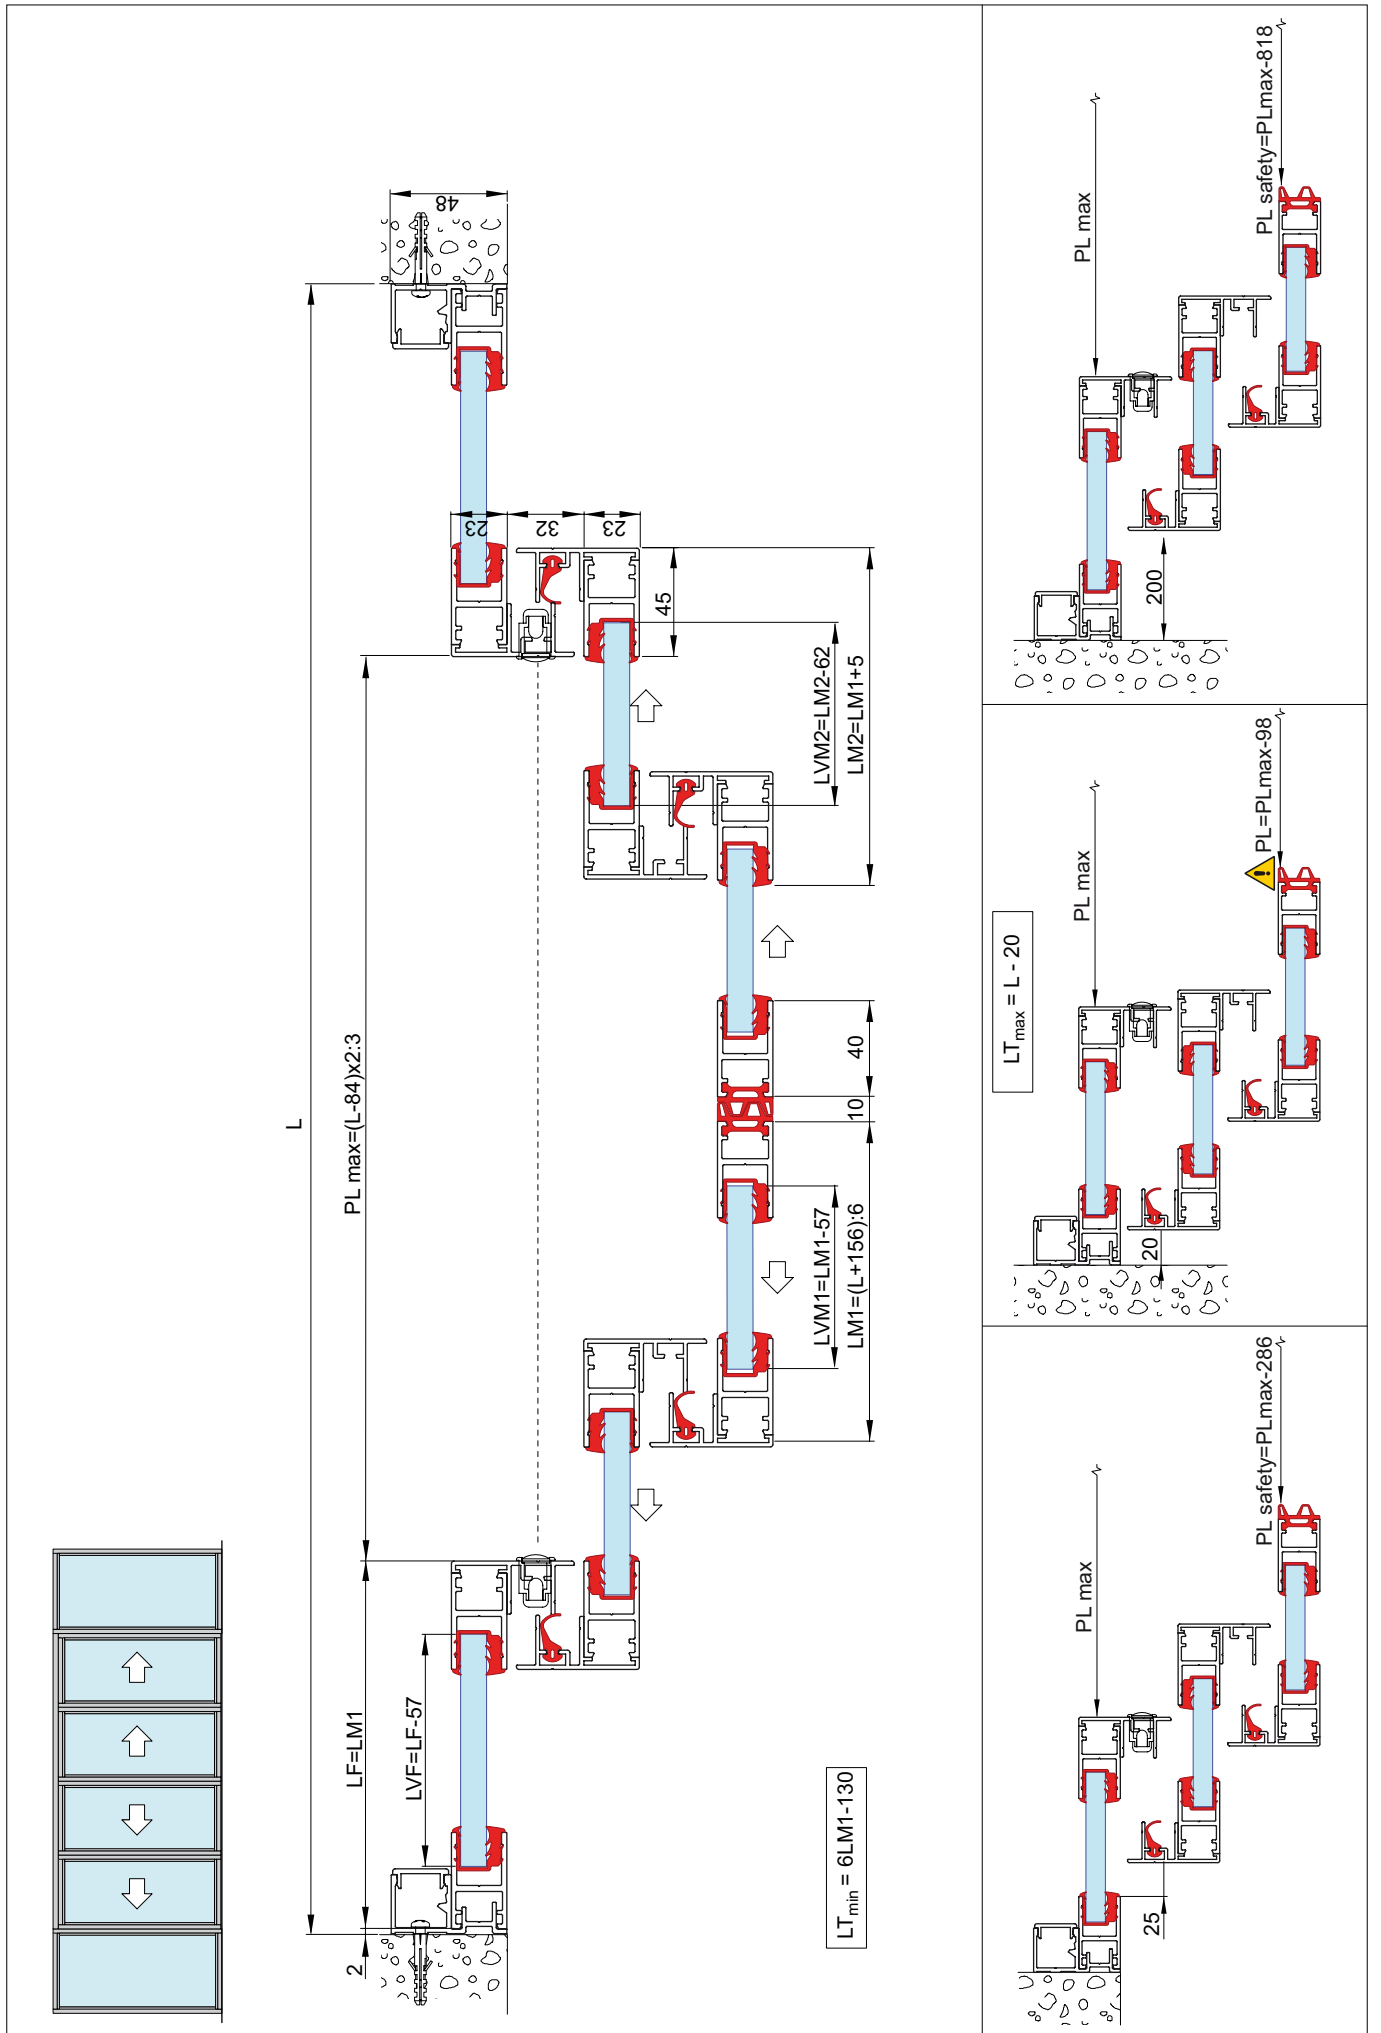 L
PL max=(L-84)x2:3
LF=LM1
LVF=LF-57
2
48
23
32
23
45
LVM2=LM2-62
LM2=LM1+5
40
10
LVM1=LM1-57
LM1=(L+156):6
LTmin = 6LM1-130
PL max
PL safety=PLmax-818
200
LTmax = L - 20
PL max
PL=PLmax-98
!
20
PL max
PL safety=PLmax-286
25